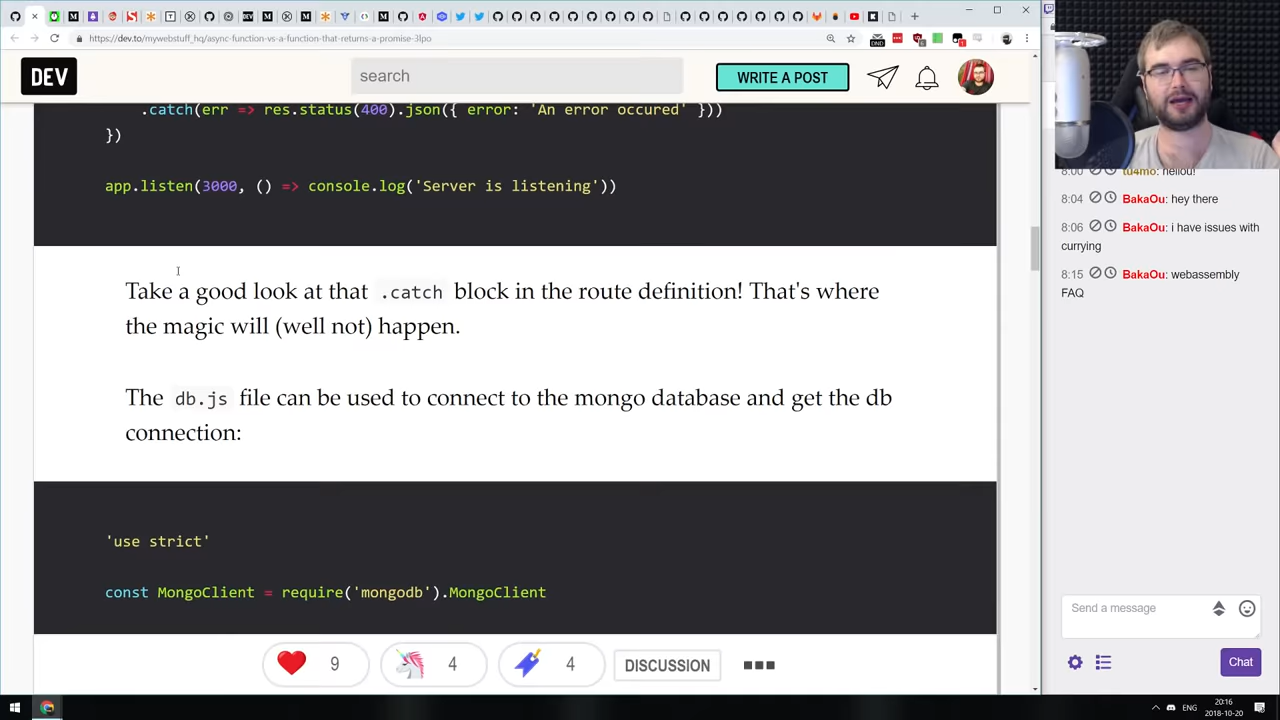 https://dev.to/mywebstuff_hq/async-function-vs-a-function-that-returns-a-promise-3lpo
DEV
search
WRITE A POST
.catch(err => res.status(400).json({ error: 'An error occured' }))
})
app.listen(3000, () => console.log('Server is listening'))
Take a good look at that .catch block in the route definition! That's where
the magic will (well not) happen.
The db.js file can be used to connect to the mongo database and get the db
connection:
'use strict'
const MongoClient = require('mongodb').MongoClient
9
4
4
DISCUSSION
8:00 tu4mo: hellou!
8:04 BakaOu: hey there
8:06 BakaOu: i have issues with
currying
8:15 BakaOu: webassembly
FAQ
Send a message
Chat
ENG
20:16
2018-10-20